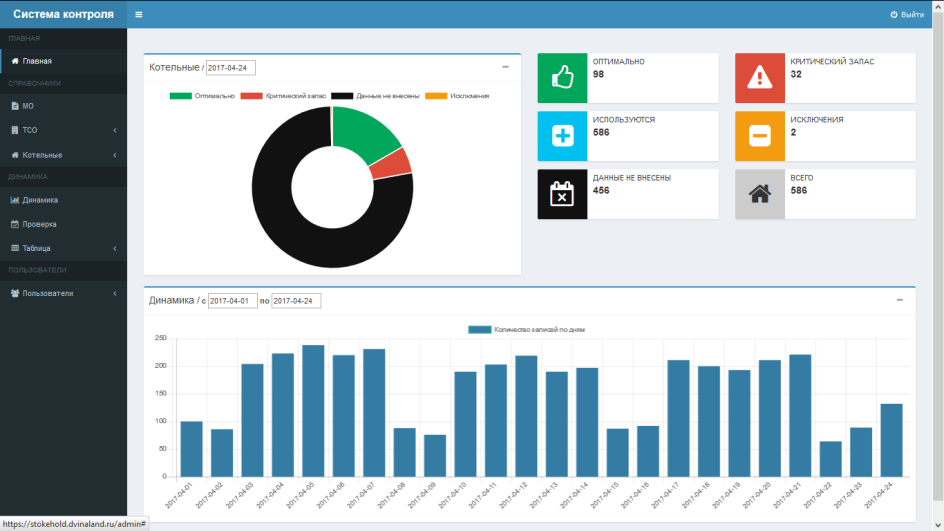 Система контроля
Выйти
ГЛАВНАЯ
Главная
СПРАВОЧНИКИ
МО
ТСО
Котельные
ДИНАМИКА
Динамика
Проверка
Таблица
ПОЛЬЗОВАТЕЛИ
Пользователи
Котельные / 2017-04-24
Оптимально Критический запас Данные не внесены Исключения
ОПТИМАЛЬНО
98
КРИТИЧЕСКИЙ ЗАПАС
32
ИСПОЛЬЗУЮТСЯ
586
ИСКЛЮЧЕНИЯ
2
ДАННЫЕ НЕ ВНЕСЕНЫ
456
ВСЕГО
586
Динамика / с 2017-04-01 по 2017-04-24
Количество записей по дням
250
200
150
100
50
0
2017-04-01 2017-04-02 2017-04-03 2017-04-04 2017-04-05 2017-04-06 2017-04-07 2017-04-08 2017-04-09 2017-04-10 2017-04-11 2017-04-12 2017-04-13 2017-04-14 2017-04-15 2017-04-16 2017-04-17 2017-04-18 2017-04-19 2017-04-20 2017-04-21 2017-04-22 2017-04-23 2017-04-24
https://stokehold.dvinaland.ru/admin#